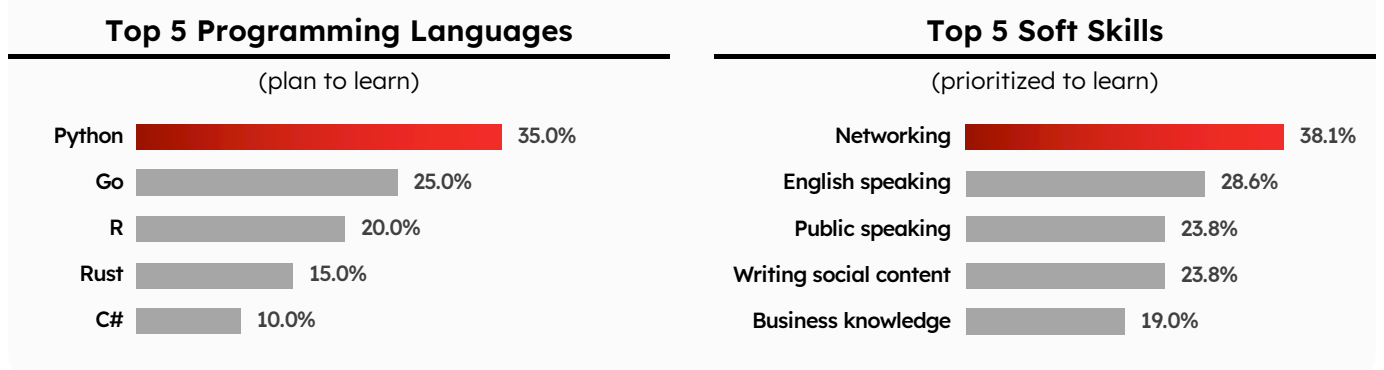 Top 5 Programming Languages
(plan to learn)
Python 35.0%
Go 25.0%
R 20.0%
Rust 15.0%
C# 10.0%
Top 5 Soft Skills
(prioritized to learn)
Networking 38.1%
English speaking 28.6%
Public speaking 23.8%
Writing social content 23.8%
Business knowledge 19.0%